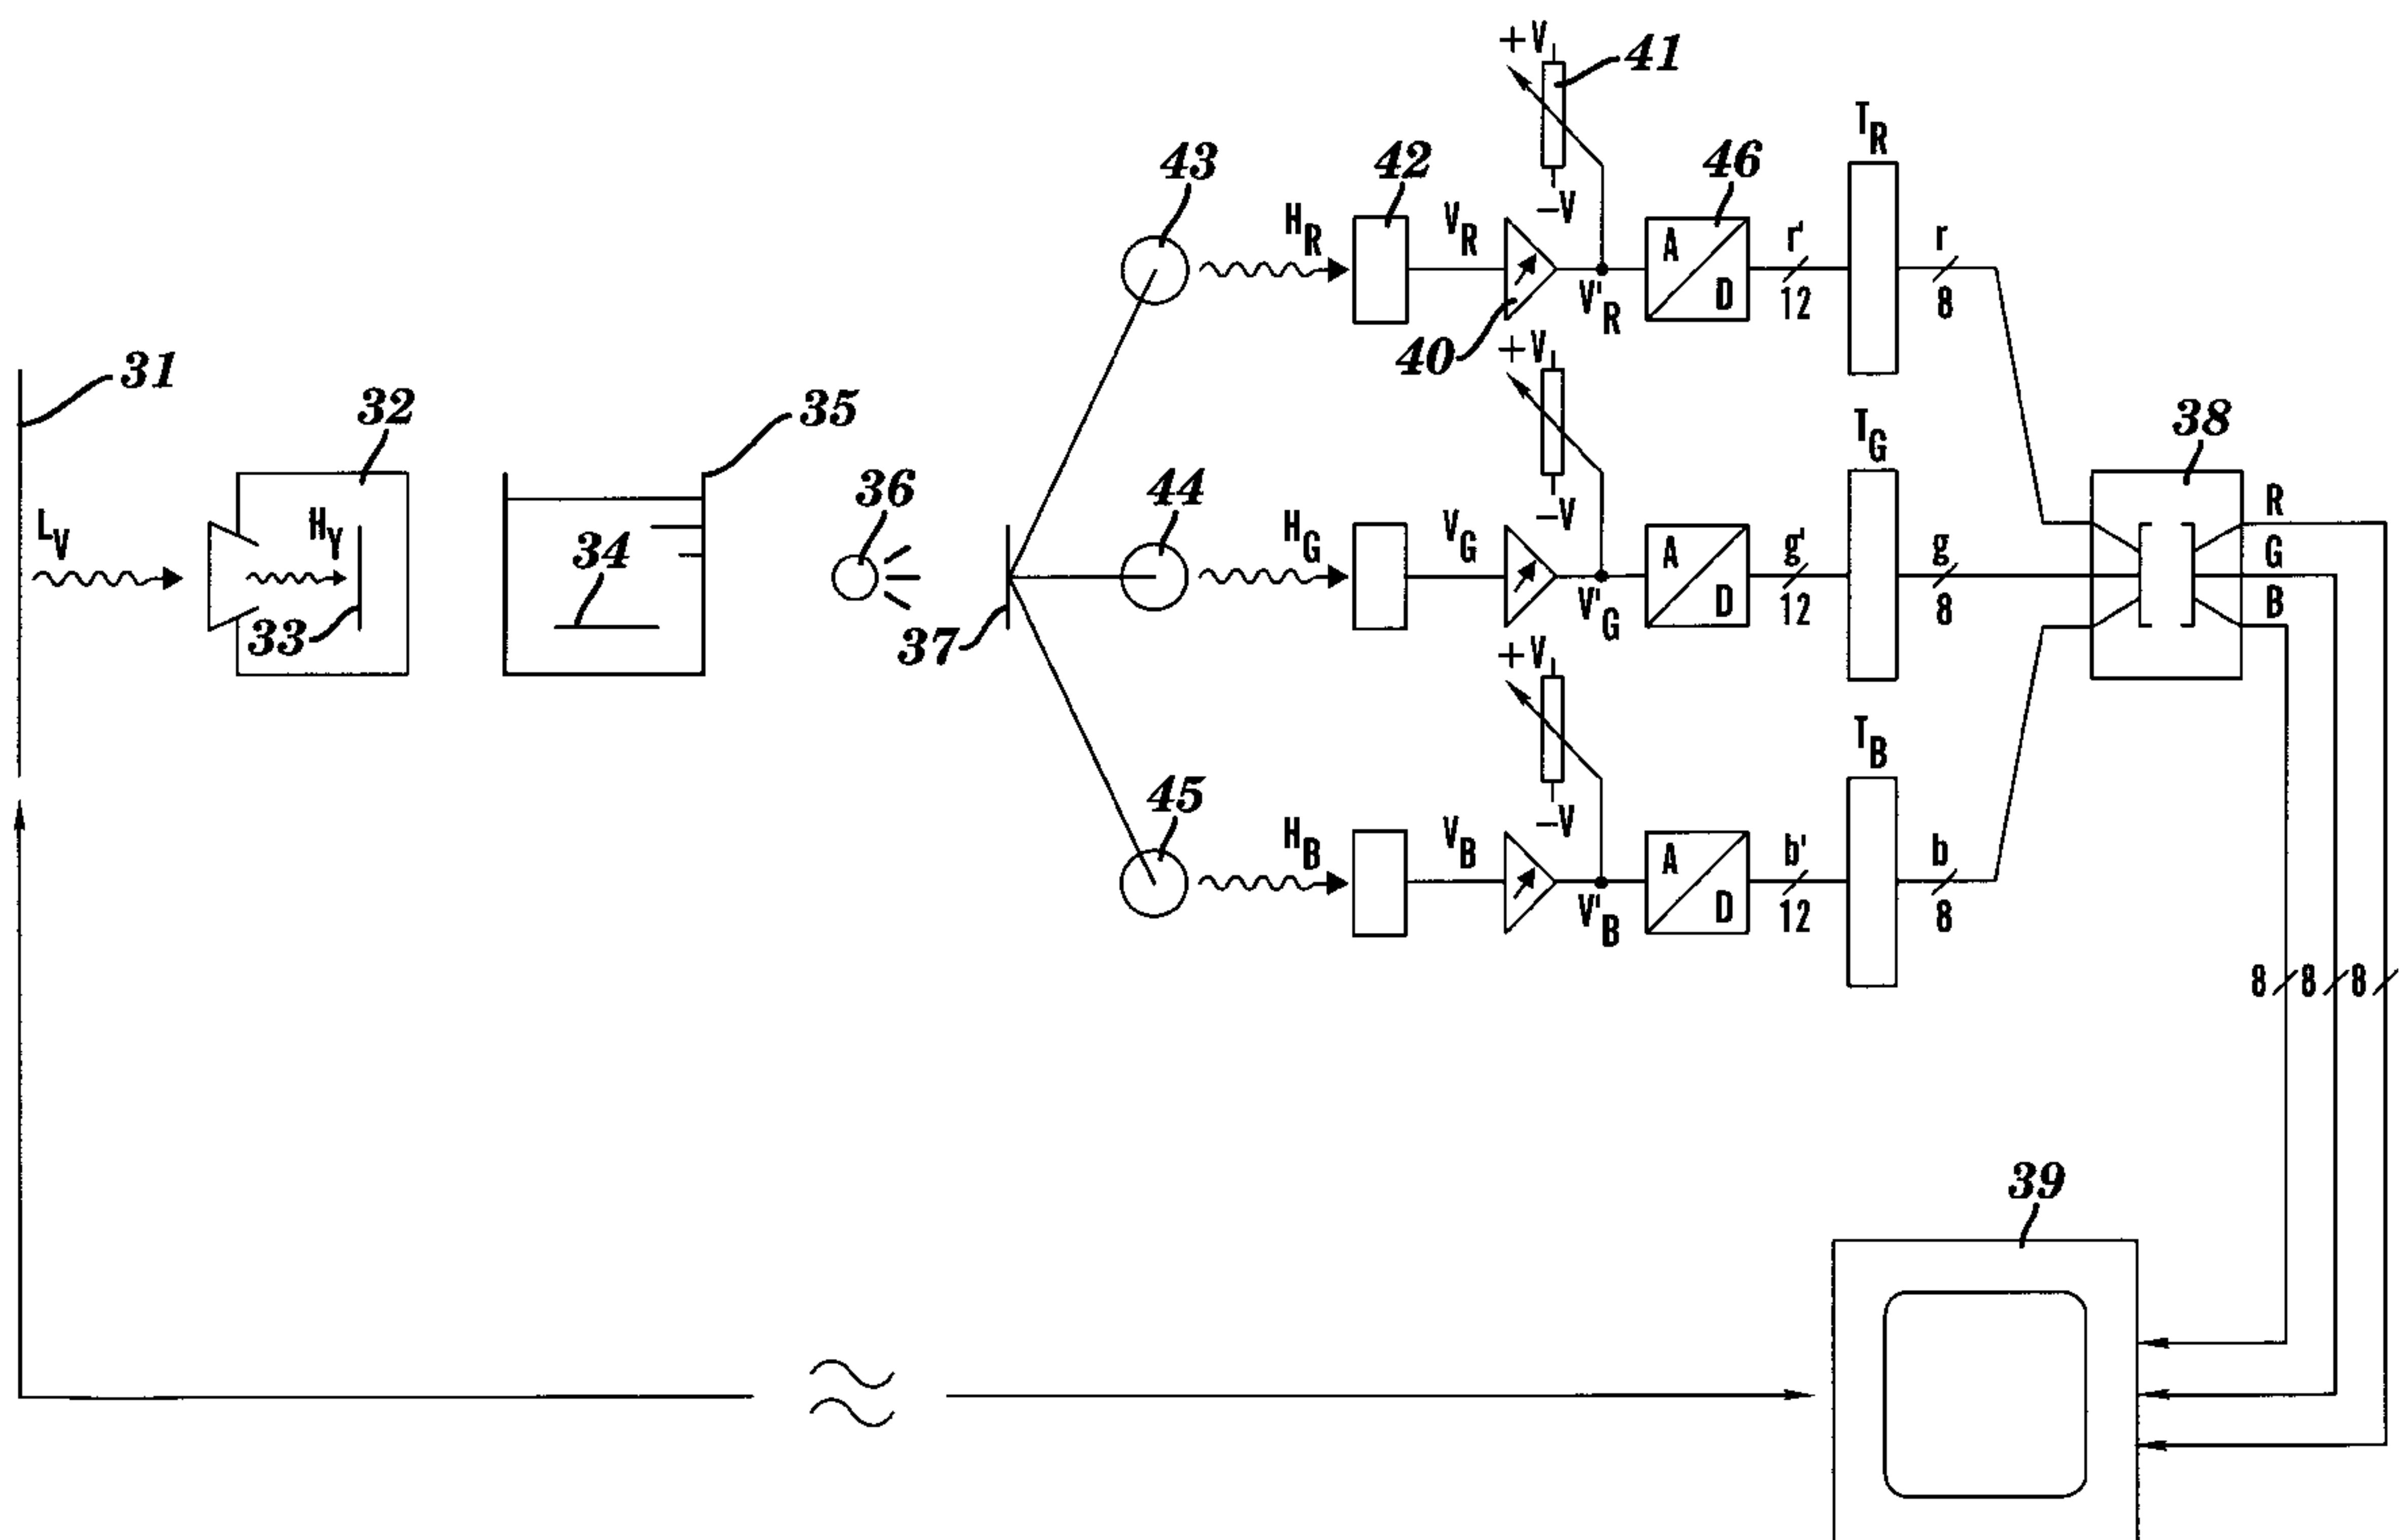 +V
41
-V
T_R
43
42
46
H_R
V_R
A
D
r'
12
r
8
V'_R
40
31
32
35
36
44
37
L_V
H_Y
33
34
+V
-V
T_G
38
H_G
V_G
A
D
g'
12
g
8
V'_G
R
G
B
+V
-V
T_B
45
H_B
V_B
A
D
b'
12
b
8
V'_B
8
8
8
39